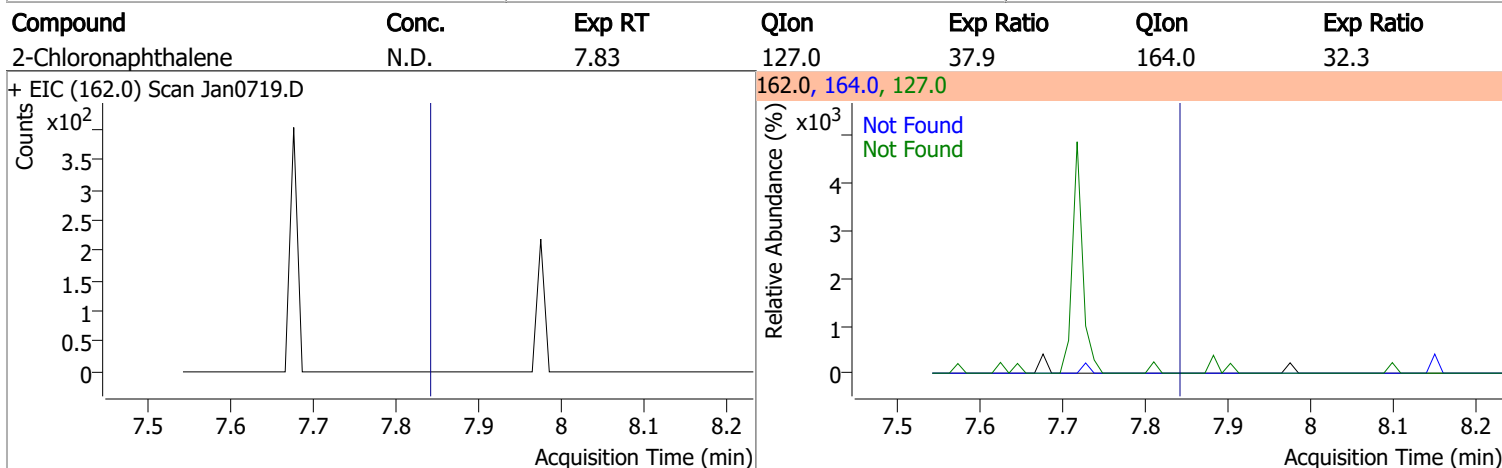 Compound Conc. Exp RT QIon Exp Ratio QIon Exp Ratio
2-Chloronaphthalene N.D. 7.83 127.0 37.9 164.0 32.3
+ EIC (162.0) Scan Jan0719.D
Counts
x10²
3.5
3
2.5
2
1.5
1
0.5
0
7.5 7.6 7.7 7.8 7.9 8 8.1 8.2
Acquisition Time (min)
162.0, 164.0, 127.0
Relative Abundance (%)
x10³
Not Found
Not Found
4
3
2
1
0
7.5 7.6 7.7 7.8 7.9 8 8.1 8.2
Acquisition Time (min)